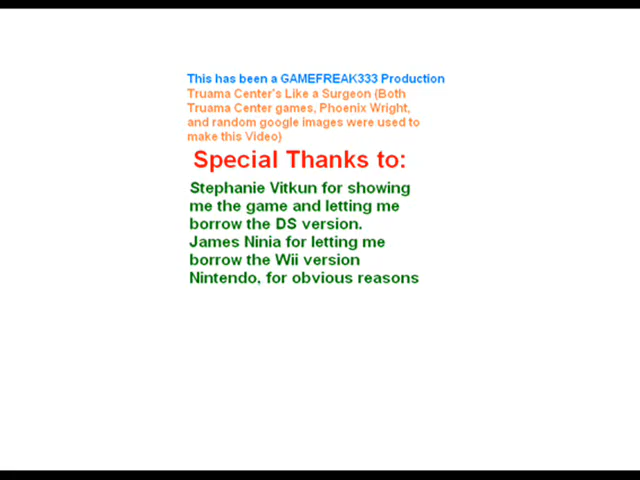 This has been a GAMEFREAK333 Production
Truama Center's Like a Surgeon (Both
Truama Center games, Phoenix Wright,
and random google images were used to
make this Video)
Special Thanks to:
Stephanie Vitkun for showing
me the game and letting me
borrow the DS version.
James Ninia for letting me
borrow the Wii version
Nintendo, for obvious reasons